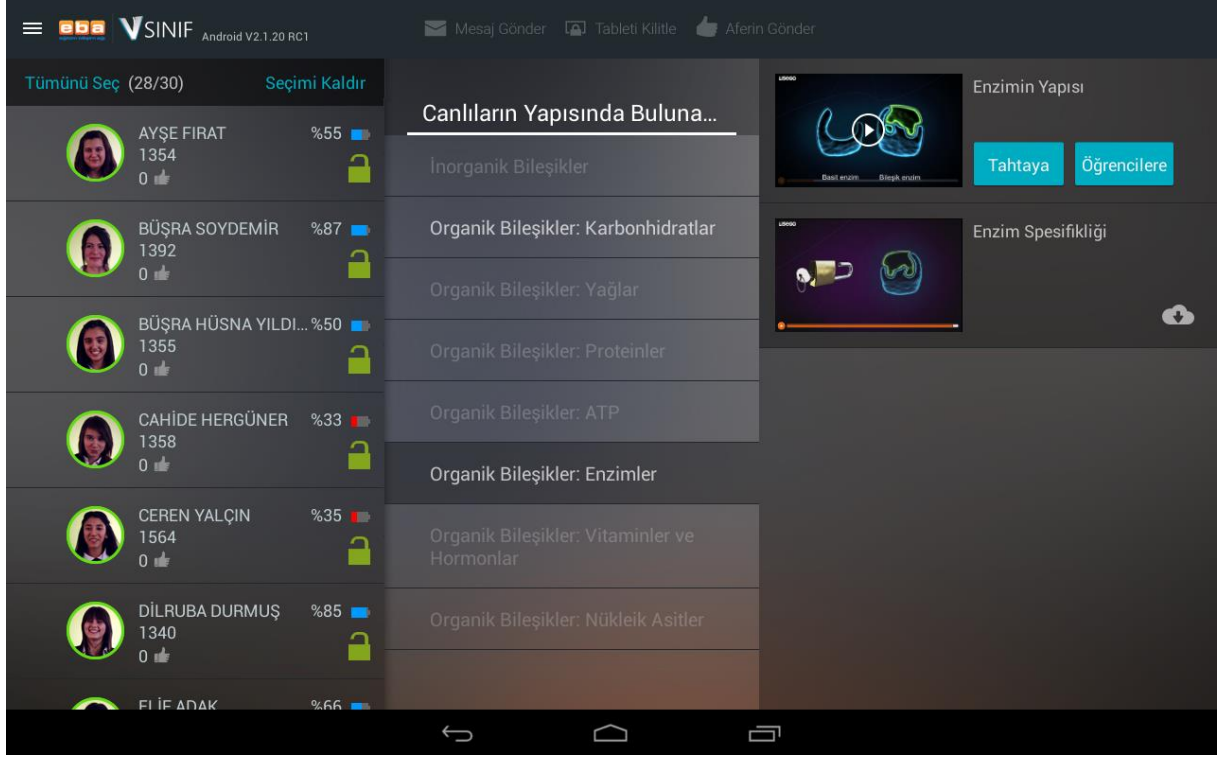 eba VSINIF Android V2.1.20 RC1
Mesaj Gönder Tableti Kilitle Aferin Gönder
Tümünü Seç (28/30) Seçimi Kaldır
AYŞE FIRAT %55
1354
0
BÜŞRA SOYDEMİR %87
1392
0
BÜŞRA HÜSNA YILDI... %50
1355
0
CAHİDE HERGÜNER %33
1358
0
CEREN YALÇIN %35
1564
0
DİLRUBA DURMUŞ %85
1340
0
ELİF ADAK %66
Canlıların Yapısında Buluna...
İnorganik Bileşikler
Organik Bileşikler: Karbonhidratlar
Organik Bileşikler: Yağlar
Organik Bileşikler: Proteinler
Organik Bileşikler: ATP
Organik Bileşikler: Enzimler
Organik Bileşikler: Vitaminler ve
Hormonlar
Organik Bileşikler: Nükleik Asitler
Basit enzim Bileşik enzim
Enzimin Yapısı
Tahtaya Öğrencilere
Enzim Spesifikliği